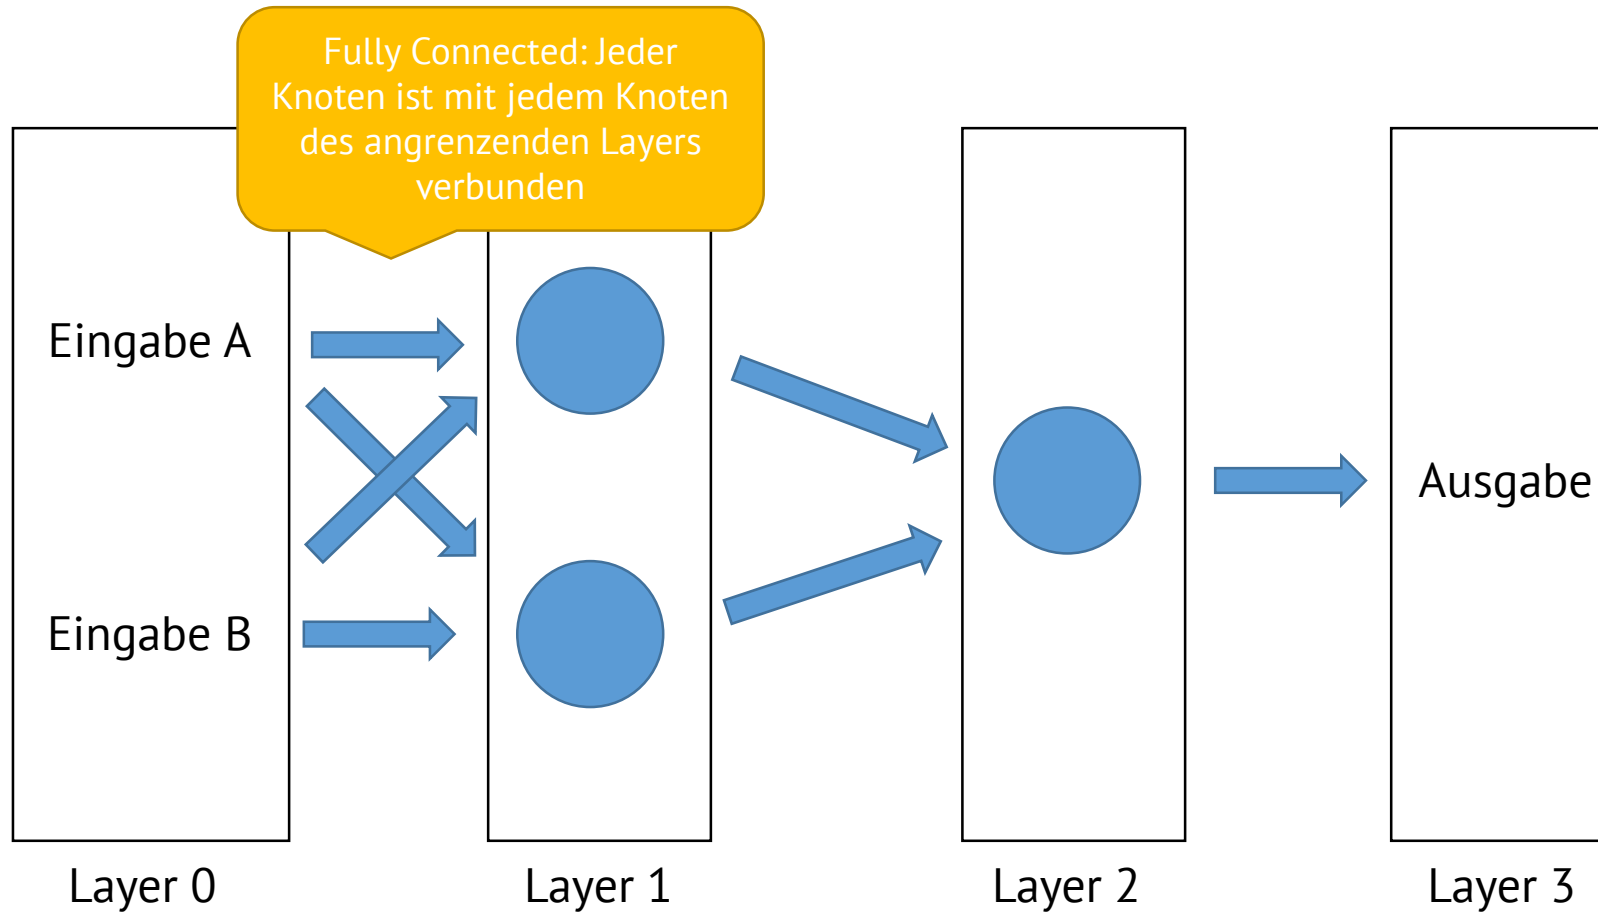 Fully Connected: Jeder
Knoten ist mit jedem Knoten
des angrenzenden Layers
verbunden
Eingabe A
Eingabe B
Ausgabe
Layer 0
Layer 1
Layer 2
Layer 3